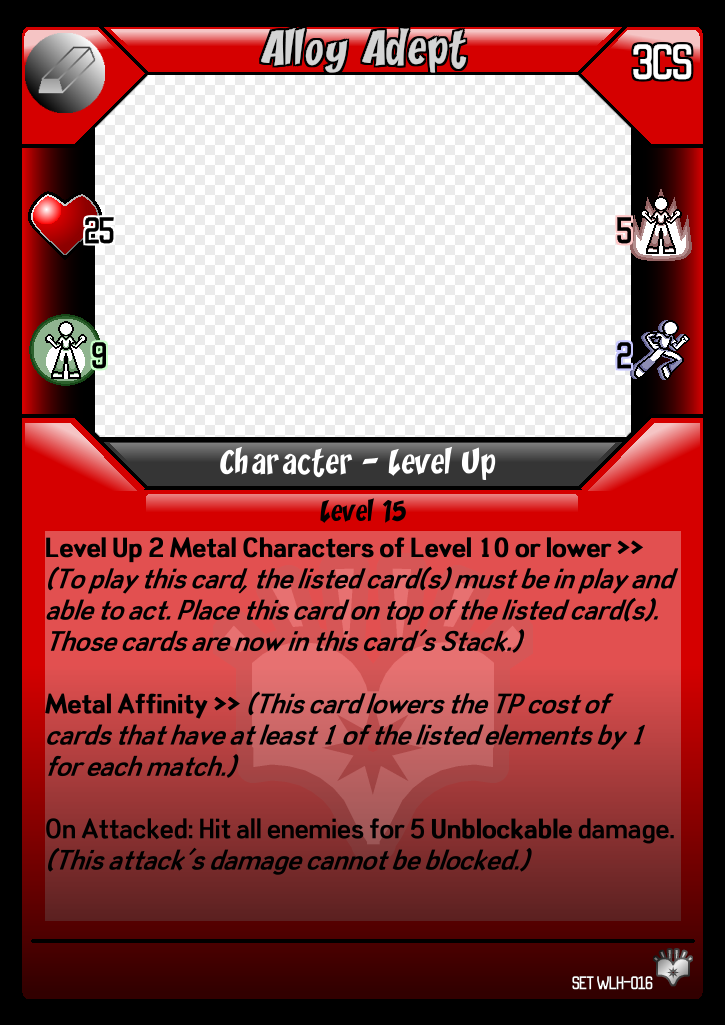 Alloy Adept
3CS
25
5
9
2
Character - Level Up
Level 15
Level Up 2 Metal Characters of Level 10 or lower >>
(To play this card, the listed card(s) must be in play and
able to act. Place this card on top of the listed card(s).
Those cards are now in this card's Stack.)
Metal Affinity >> (This card lowers the TP cost of
cards that have at least 1 of the listed elements by 1
for each match.)
On Attacked: Hit all enemies for 5 Unblockable damage.
(This attack's damage cannot be blocked.)
SET WLH-016